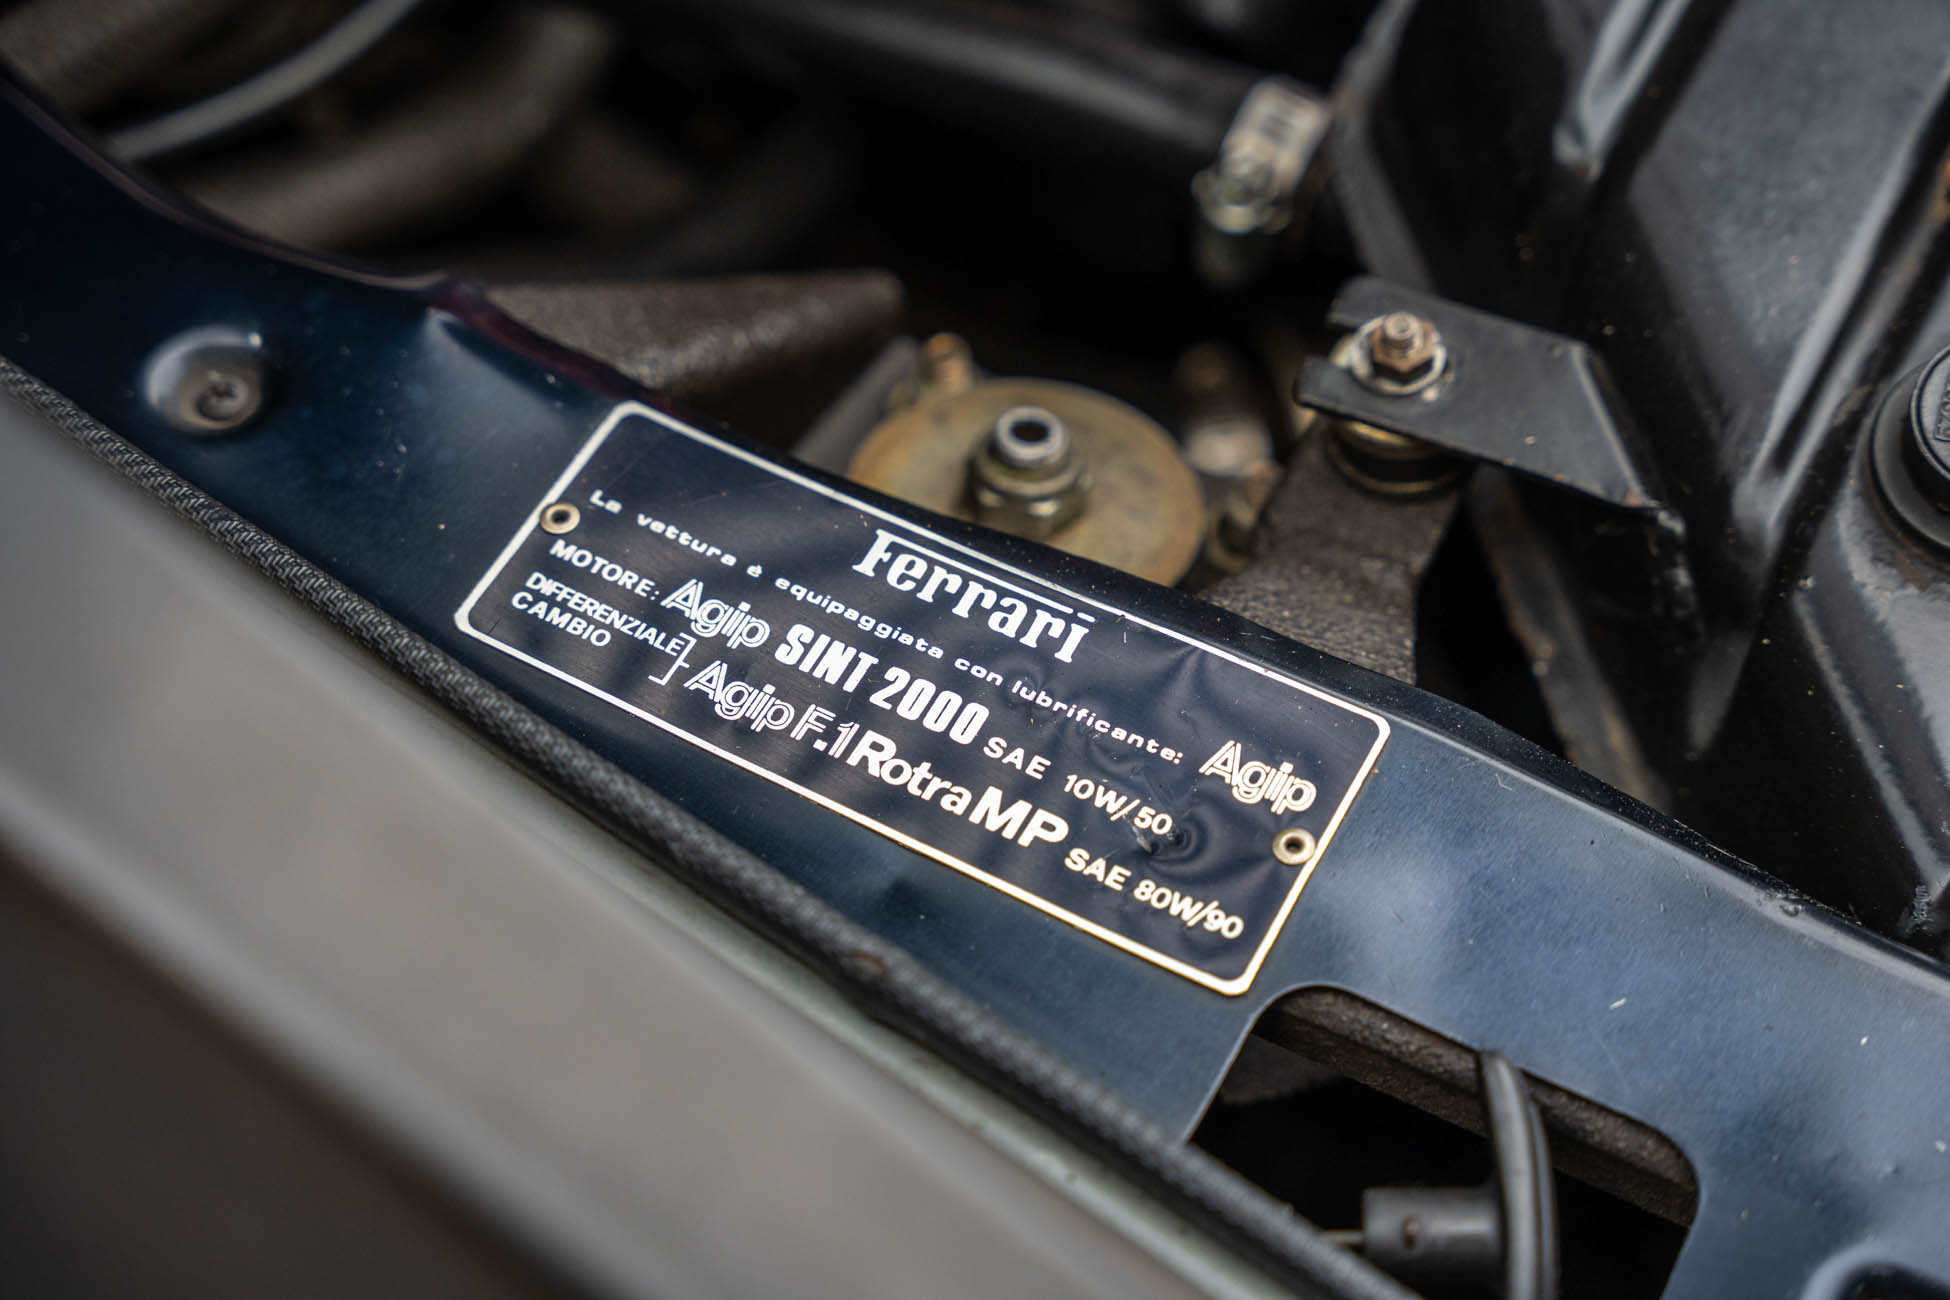 Ferrari
La vettura è equipaggiata con lubrificante: Agip
MOTORE: Agip SINT 2000 SAE 10W/50
DIFFERENZIALE
CAMBIO
Agip F.1 Rotra MP SAE 80W/90